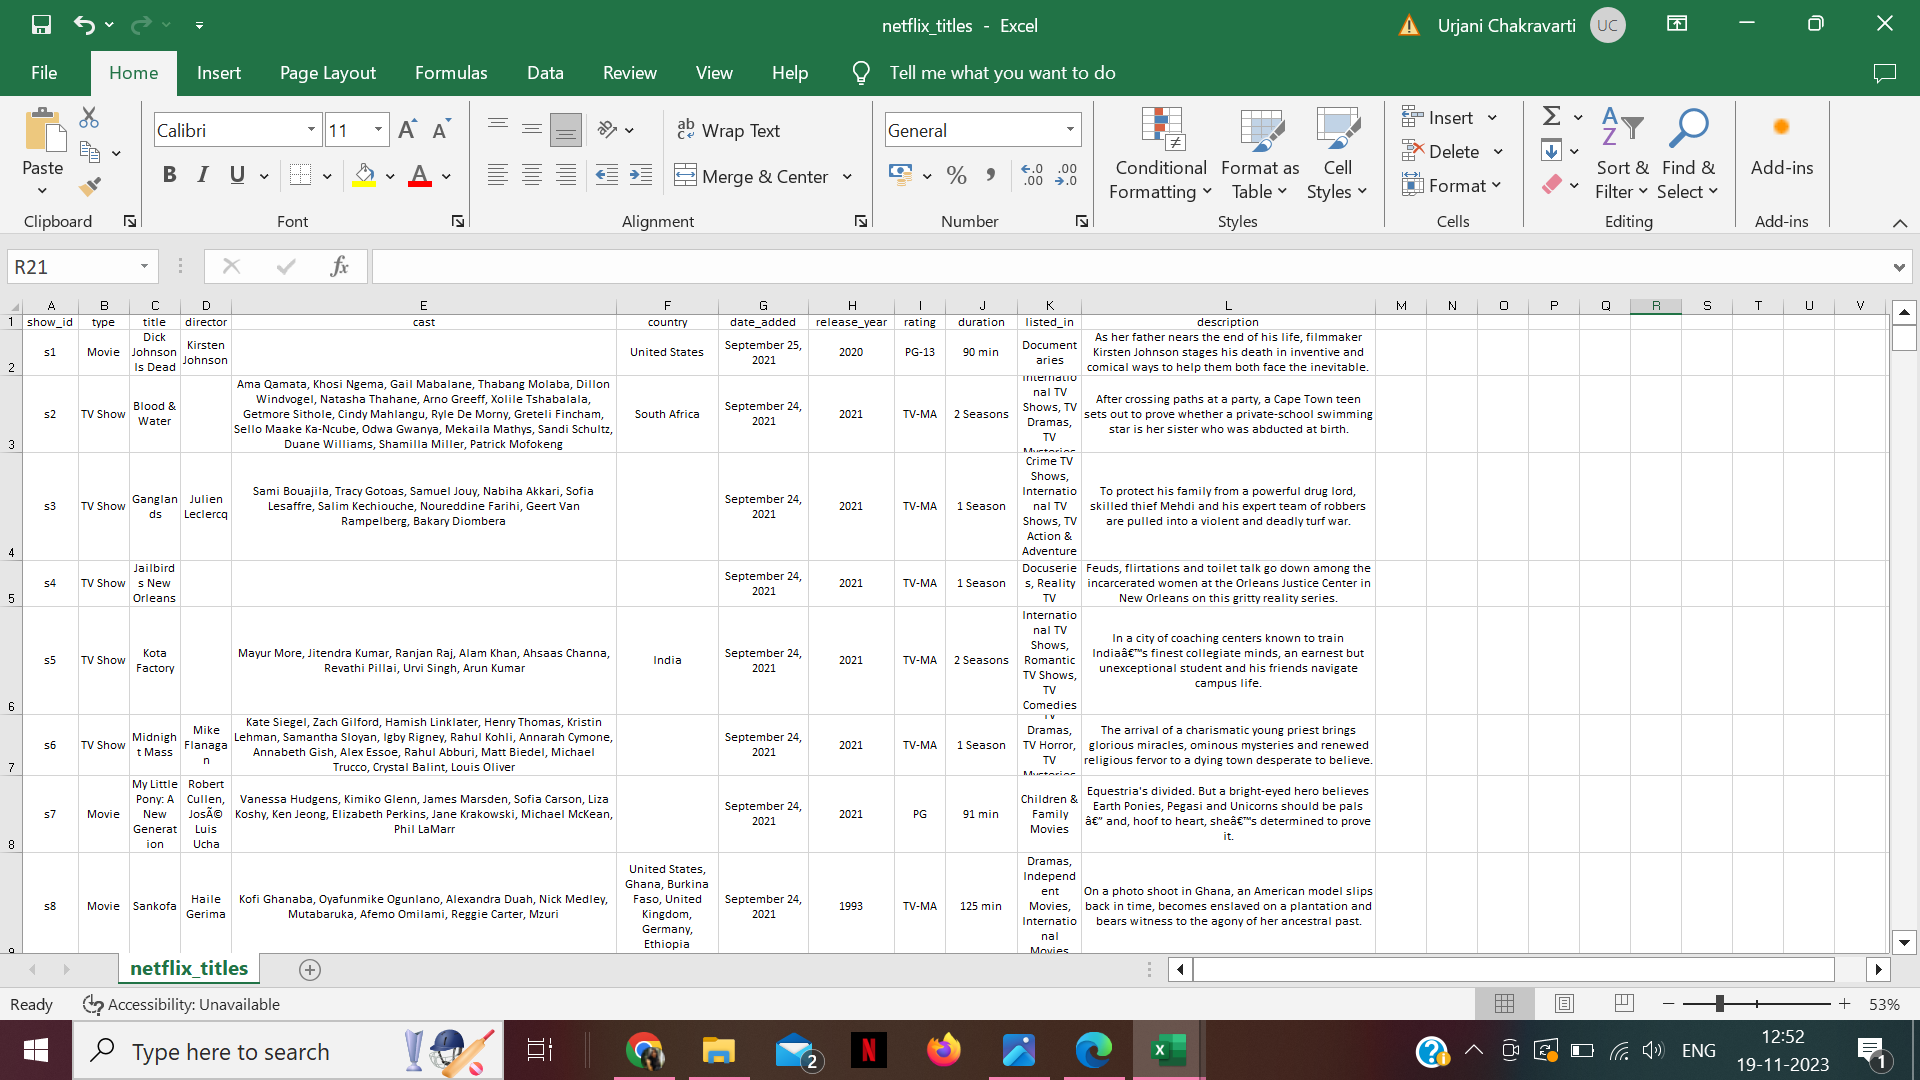 netflix_titles - Excel
Urjani Chakravarti
UC
File
Home
Insert
Page Layout
Formulas
Data
Review
View
Help
Tell me what you want to do
Paste
Clipboard
Calibri
11
B I U
Font
Wrap Text
Merge & Center
Alignment
General
Number
Conditional
Formatting
Format as
Table
Cell
Styles
Styles
Insert
Delete
Format
Cells
Sort &
Filter
Find &
Select
Editing
Add-ins
Add-ins
R21
fx
A B C D E F G H I J K L M N O P Q R S T U V
1 show_id type title director cast country date_added release_year rating duration listed_in description
2
s1
Movie
Dick
Johnson
Is Dead
Kirsten
Johnson
United States
September 25,
2021
2020
PG-13
90 min
Document
aries
As her father nears the end of his life, filmmaker
Kirsten Johnson stages his death in inventive and
comical ways to help them both face the inevitable.
3
s2
TV Show
Blood &
Water
Ama Qamata, Khosi Ngema, Gail Mabalane, Thabang Molaba, Dillon
Windvogel, Natasha Thahane, Arno Greeff, Xolile Tshabalala,
Getmore Sithole, Cindy Mahlangu, Ryle De Morny, Greteli Fincham,
Sello Maake Ka-Ncube, Odwa Gwanya, Mekaila Mathys, Sandi Schultz,
Duane Williams, Shamilla Miller, Patrick Mofokeng
South Africa
September 24,
2021
2021
TV-MA
2 Seasons
Internatio
nal TV
Shows, TV
Dramas,
TV
Mysteries
After crossing paths at a party, a Cape Town teen
sets out to prove whether a private-school swimming
star is her sister who was abducted at birth.
4
s3
TV Show
Ganglan
ds
Julien
Leclercq
Sami Bouajila, Tracy Gotoas, Samuel Jouy, Nabiha Akkari, Sofia
Lesaffre, Salim Kechiouche, Noureddine Farihi, Geert Van
Rampelberg, Bakary Diombera
September 24,
2021
2021
TV-MA
1 Season
Crime TV
Shows,
Internatio
nal TV
Shows, TV
Action &
Adventure
To protect his family from a powerful drug lord,
skilled thief Mehdi and his expert team of robbers
are pulled into a violent and deadly turf war.
5
s4
TV Show
Jailbird
s New
Orleans
September 24,
2021
2021
TV-MA
1 Season
Docuserie
s, Reality
TV
Feuds, flirtations and toilet talk go down among the
incarcerated women at the Orleans Justice Center in
New Orleans on this gritty reality series.
6
s5
TV Show
Kota
Factory
Mayur More, Jitendra Kumar, Ranjan Raj, Alam Khan, Ahsaas Channa,
Revathi Pillai, Urvi Singh, Arun Kumar
India
September 24,
2021
2021
TV-MA
2 Seasons
Internatio
nal TV
Shows,
Romantic
TV Shows,
TV
Comedies
In a city of coaching centers known to train
Indiaâ€™s finest collegiate minds, an earnest but
unexceptional student and his friends navigate
campus life.
7
s6
TV Show
Midnigh
t Mass
Mike
Flanaga
n
Kate Siegel, Zach Gilford, Hamish Linklater, Henry Thomas, Kristin
Lehman, Samantha Sloyan, Igby Rigney, Rahul Kohli, Annarah Cymone,
Annabeth Gish, Alex Essoe, Rahul Abburi, Matt Biedel, Michael
Trucco, Crystal Balint, Louis Oliver
September 24,
2021
2021
TV-MA
1 Season
TV
Dramas,
TV Horror,
TV
Mysteries
The arrival of a charismatic young priest brings
glorious miracles, ominous mysteries and renewed
religious fervor to a dying town desperate to believe.
8
s7
Movie
My Little
Pony: A
New
Generat
ion
Robert
Cullen,
JosÃ©
Luis
Ucha
Vanessa Hudgens, Kimiko Glenn, James Marsden, Sofia Carson, Liza
Koshy, Ken Jeong, Elizabeth Perkins, Jane Krakowski, Michael McKean,
Phil LaMarr
September 24,
2021
2021
PG
91 min
Children &
Family
Movies
Equestria's divided. But a bright-eyed hero believes
Earth Ponies, Pegasi and Unicorns should be pals
â€” and, hoof to heart, sheâ€™s determined to prove
it.
9
s8
Movie
Sankofa
Haile
Gerima
Kofi Ghanaba, Oyafunmike Ogunlano, Alexandra Duah, Nick Medley,
Mutabaruka, Afemo Omilami, Reggie Carter, Mzuri
United States,
Ghana, Burkina
Faso, United
Kingdom,
Germany,
Ethiopia
September 24,
2021
1993
TV-MA
125 min
Dramas,
Independ
ent
Movies,
Internatio
nal
Movies
On a photo shoot in Ghana, an American model slips
back in time, becomes enslaved on a plantation and
bears witness to the agony of her ancestral past.
netflix_titles
Ready
Accessibility: Unavailable
53%
Type here to search
2
N
ENG
12:52
19-11-2023
1